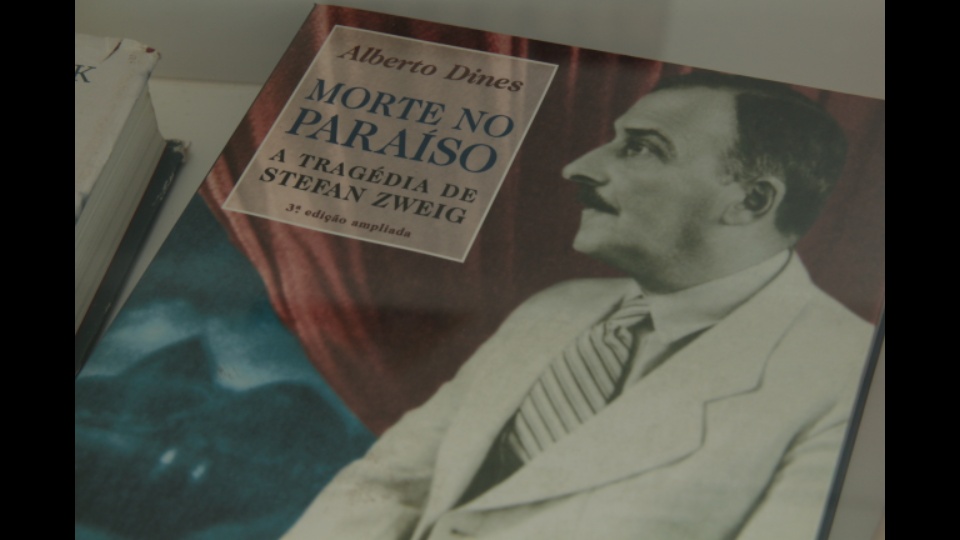 Alberto Dines
MORTE NO
PARAÍSO
A TRAGÉDIA DE
STEFAN ZWEIG
3ª edição ampliada
K